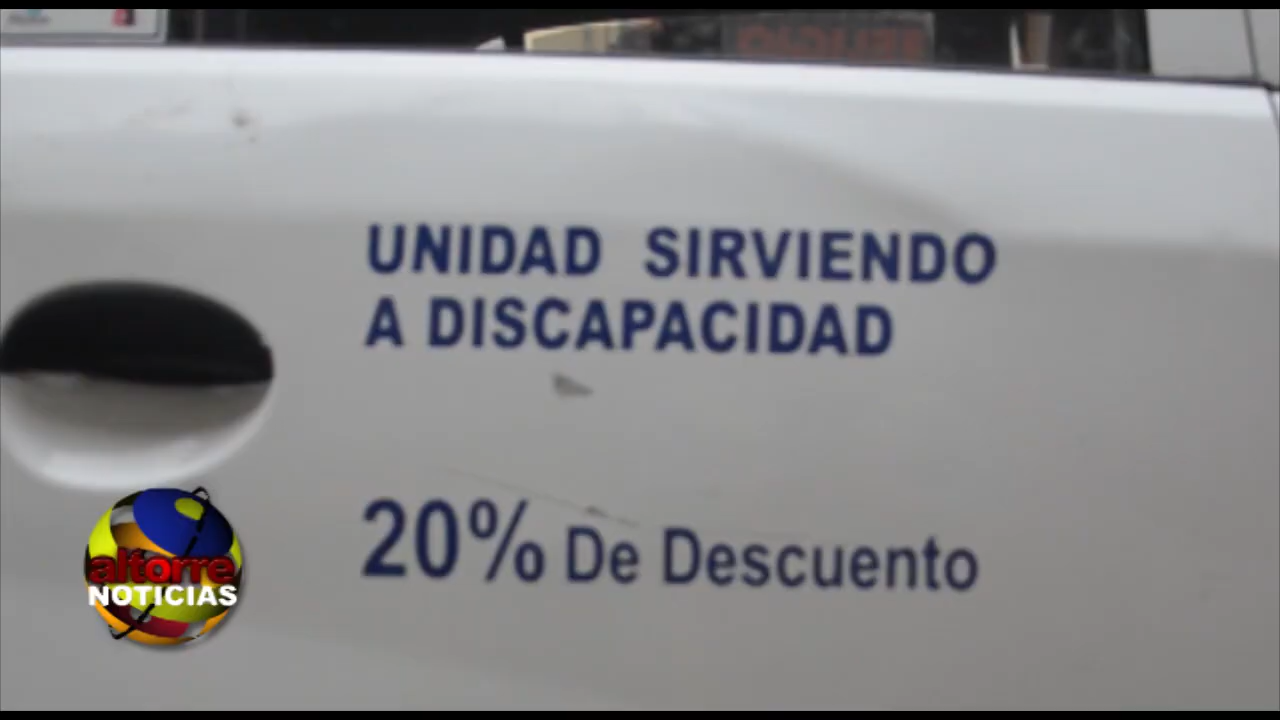 UNIDAD SIRVIENDO
A DISCAPACIDAD
20% De Descuento
altorre
NOTICIAS